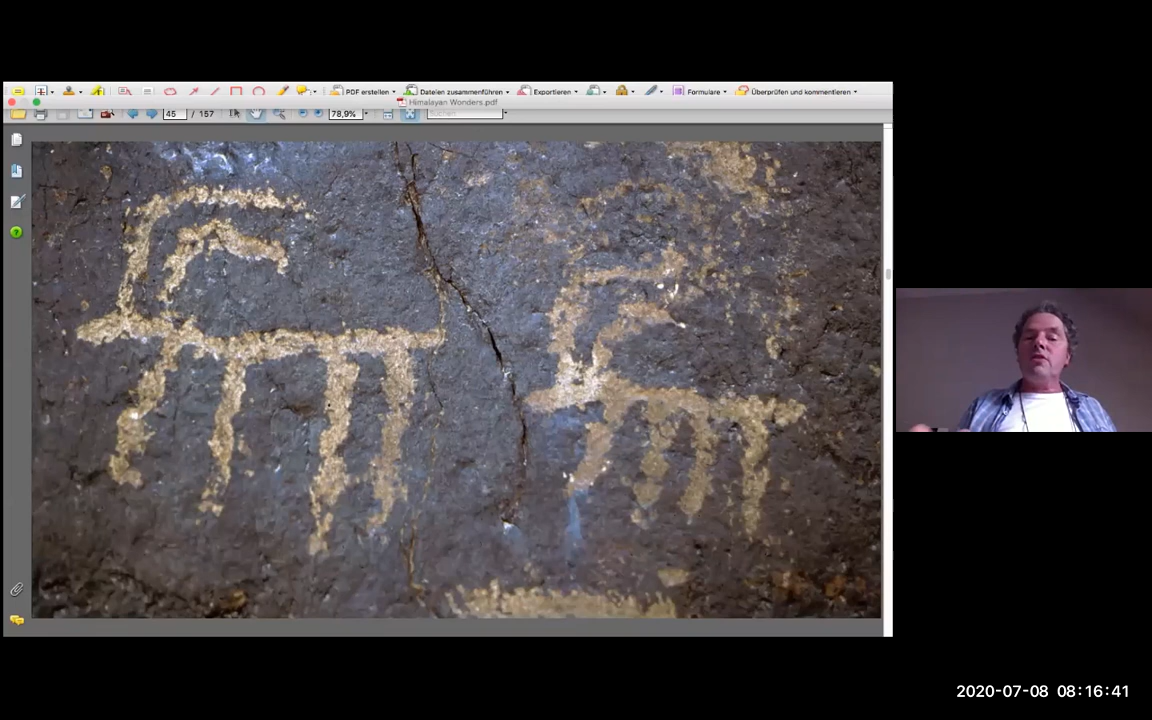 PDF erstellen Dateien zusammenführen Exportieren Formulare Überprüfen und kommentieren
Himalayan Wonders.pdf
45 / 157 78,9%
2020-07-08 08:16:41